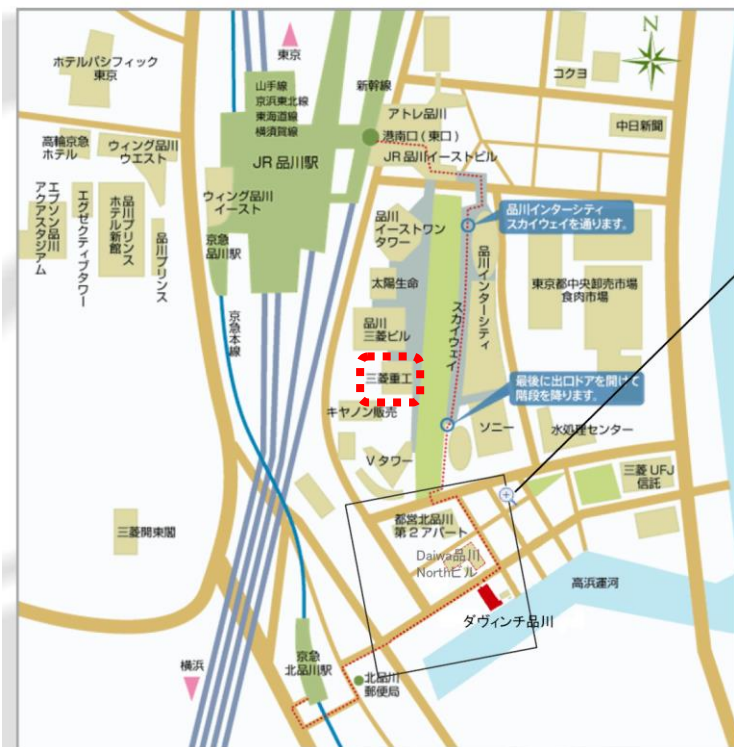 東京
ホテルパシフィック
東京
山手線
京浜東北線
東海道線
横須賀線
新幹線
コクヨ
N
アトレ品川
港南口(東口)
中日新聞
高輪京急
ホテル
ウィング品川
ウエスト
JR 品川駅
JR 品川イーストビル
エプソン品川
アクアスタジアム
エグゼクティブタワー
品川プリンス
ホテル新館
品川プリンス
ウィング品川
イースト
京急
品川駅
品川
イーストワン
タワー
品川インターシティ
スカイウェイを通ります。
品川インターシティ
太陽生命
東京都中央卸売市場
食肉市場
スカイウェイ
京急本線
品川
三菱ビル
三菱重工
最後に出口ドアを開けて
階段を降ります。
キヤノン販売
ソニー
水処理センター
V タワー
三菱 UFJ
信託
三菱開東閣
都営北品川
第2アパート
Daiwa品川
Northビル
高浜運河
ダヴィンチ品川
横浜
京急
北品川駅
北品川
郵便局